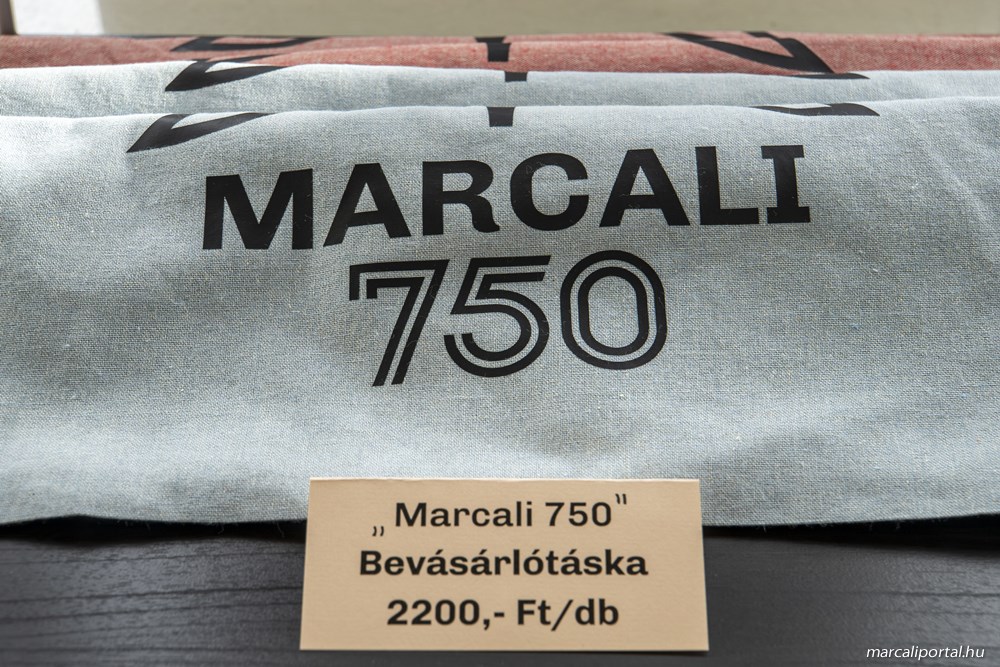 MARCALI
750
„Marcali 750”
Bevásárlótáska
2200,- Ft/db
marcaliportal.hu